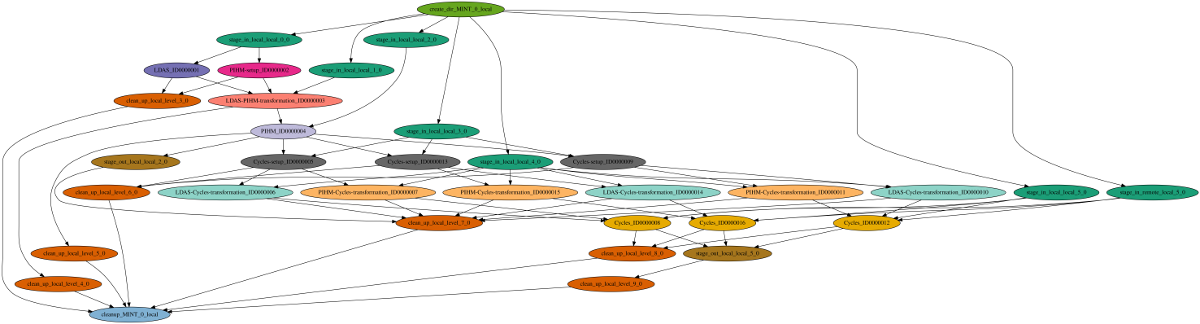 create_dir_MINT_0_local
stage_in_local_local_0_0
stage_in_local_local_2_0
LDAS_ID0000001
PIHM-setup_ID0000002
stage_in_local_local_1_0
clean_up_local_level_3_0
LDAS-PIHM-transformation_ID0000003
PIHM_ID0000004
stage_in_local_local_3_0
stage_out_local_local_2_0
Cycles-setup_ID0000005
Cycles-setup_ID0000013
stage_in_local_local_4_0
Cycles-setup_ID0000009
clean_up_local_level_6_0
LDAS-Cycles-transformation_ID0000006
PIHM-Cycles-transformation_ID0000007
PIHM-Cycles-transformation_ID0000015
LDAS-Cycles-transformation_ID0000014
PIHM-Cycles-transformation_ID0000011
LDAS-Cycles-transformation_ID0000010
stage_in_local_local_5_0
stage_in_remote_local_5_0
clean_up_local_level_7_0
Cycles_ID0000008
Cycles_ID0000016
Cycles_ID0000012
clean_up_local_level_5_0
clean_up_local_level_8_0
stage_out_local_local_5_0
clean_up_local_level_4_0
clean_up_local_level_9_0
cleanup_MINT_0_local